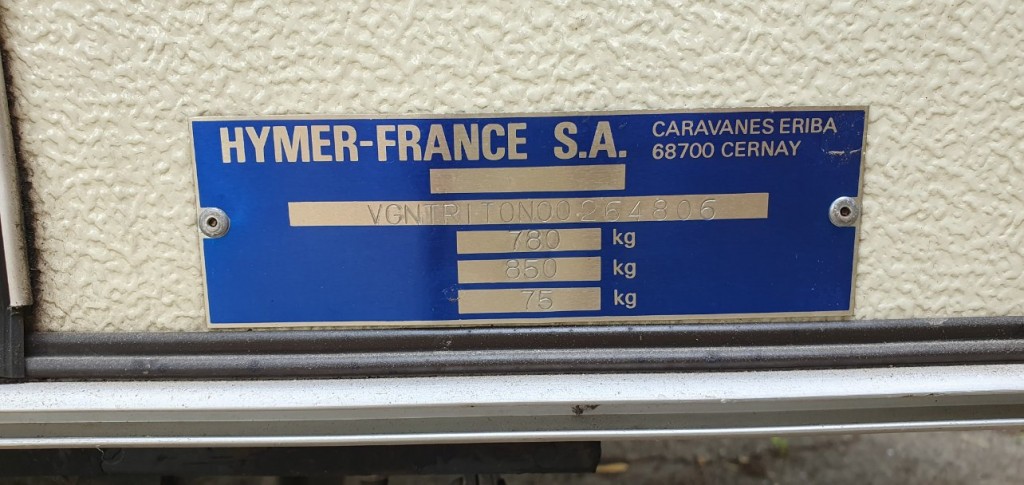 HYMER-FRANCE S.A.
CARAVANES ERIBA
68700 CERNAY
VGNTRITON00264806
780 kg
850 kg
75 kg